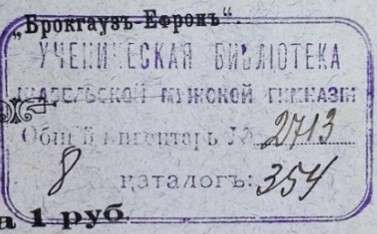 „Брокгаузъ-Ефронъ“.
УЧЕНИЧЕСКАЯ БИБЛІОТЕКА
МУЖСКОЙ ГИМНАЗІИ
Общій инвентарь № 2713
8 каталогъ: 354
а 1 руб